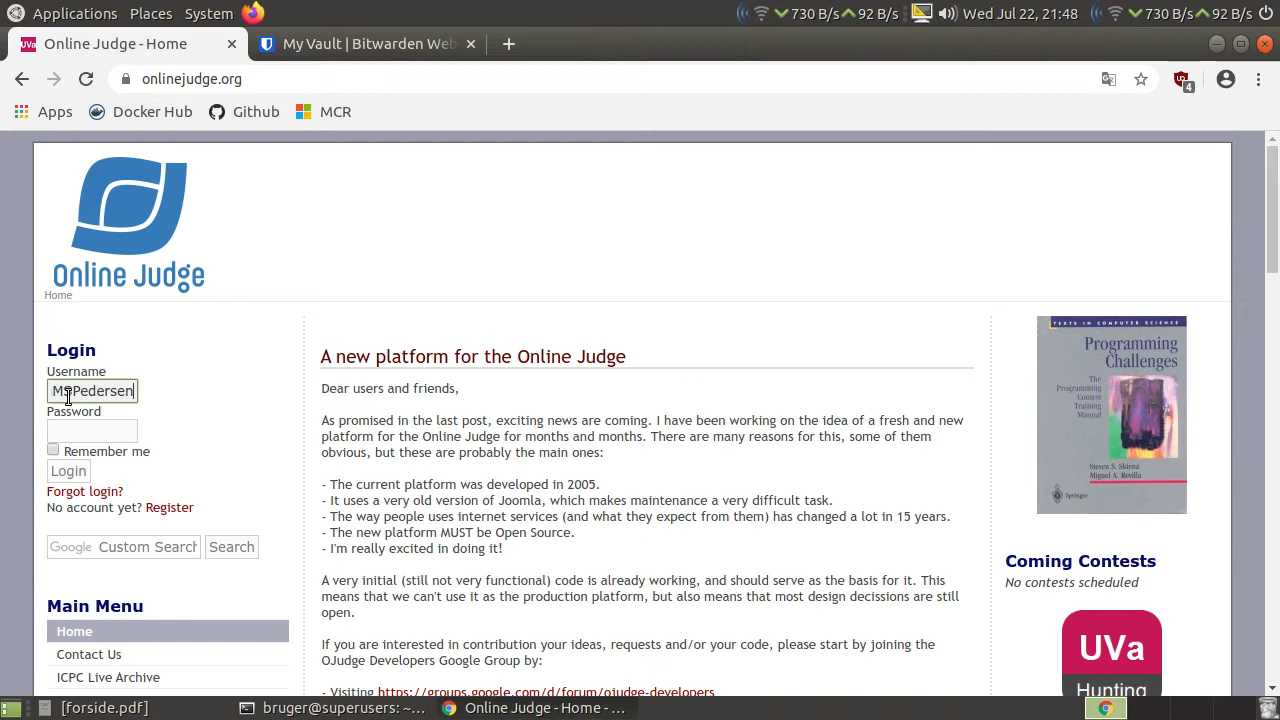 Applications Places System 730 B/s 92 B/s Wed Jul 22, 21:48 730 B/s 92 B/s
Online Judge - Home My Vault | Bitwarden Web
onlinejudge.org 4
Apps Docker Hub Github MCR
Online Judge
Home
Login
Username
Pedersen
Password
Remember me
Login
Forgot login?
No account yet? Register
Google Custom Search Search
Main Menu
Home
Contact Us
ICPC Live Archive
A new platform for the Online Judge
Dear users and friends,
As promised in the last post, exciting news are coming. I have been working on the idea of a fresh and new
platform for the Online Judge for months and months. There are many reasons for this, some of them
obvious, but these are probably the main ones:
- The current platform was developed in 2005.
- It uses a very old version of Joomla, which makes maintenance a very difficult task.
- The way people uses internet services (and what they expect from them) has changed a lot in 15 years.
- The new platform MUST be Open Source.
- I'm really excited in doing it!
A very initial (still not very functional) code is already working, and should serve as the basis for it. This
means that we can't use it as the production platform, but also means that most design decissions are still
open.
If you are interested in contribution your ideas, requests and/or your code, please start by joining the
OJudge Developers Google Group by:
- Visiting https://groups.google.com/d/forum/ojudge-developers
TEXTS IN COMPUTER SCIENCE
Programming
Challenges
The
Programming
Contest
Training
Manual
Steven S. Skiena
Miguel A. Revilla
Springer
Coming Contests
No contests scheduled
UVa
Hunting
[forside.pdf] bruger@superusers: ~... Online Judge - Home - ...